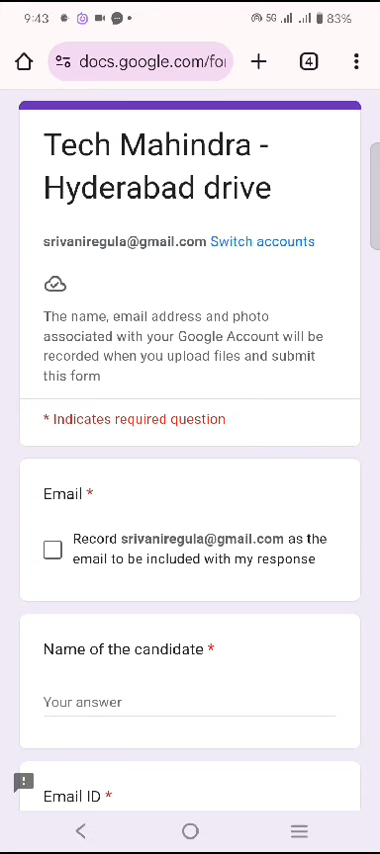 9:43
5G
83%
docs.google.com/for
4
Tech Mahindra -
Hyderabad drive
srivaniregula@gmail.com Switch accounts
The name, email address and photo
associated with your Google Account will be
recorded when you upload files and submit
this form
* Indicates required question
Email *
Record srivaniregula@gmail.com as the
email to be included with my response
Name of the candidate *
Your answer
Email ID *